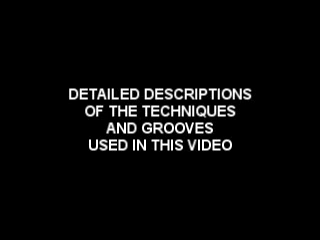 DETAILED DESCRIPTIONS
OF THE TECHNIQUES
AND GROOVES
USED IN THIS VIDEO